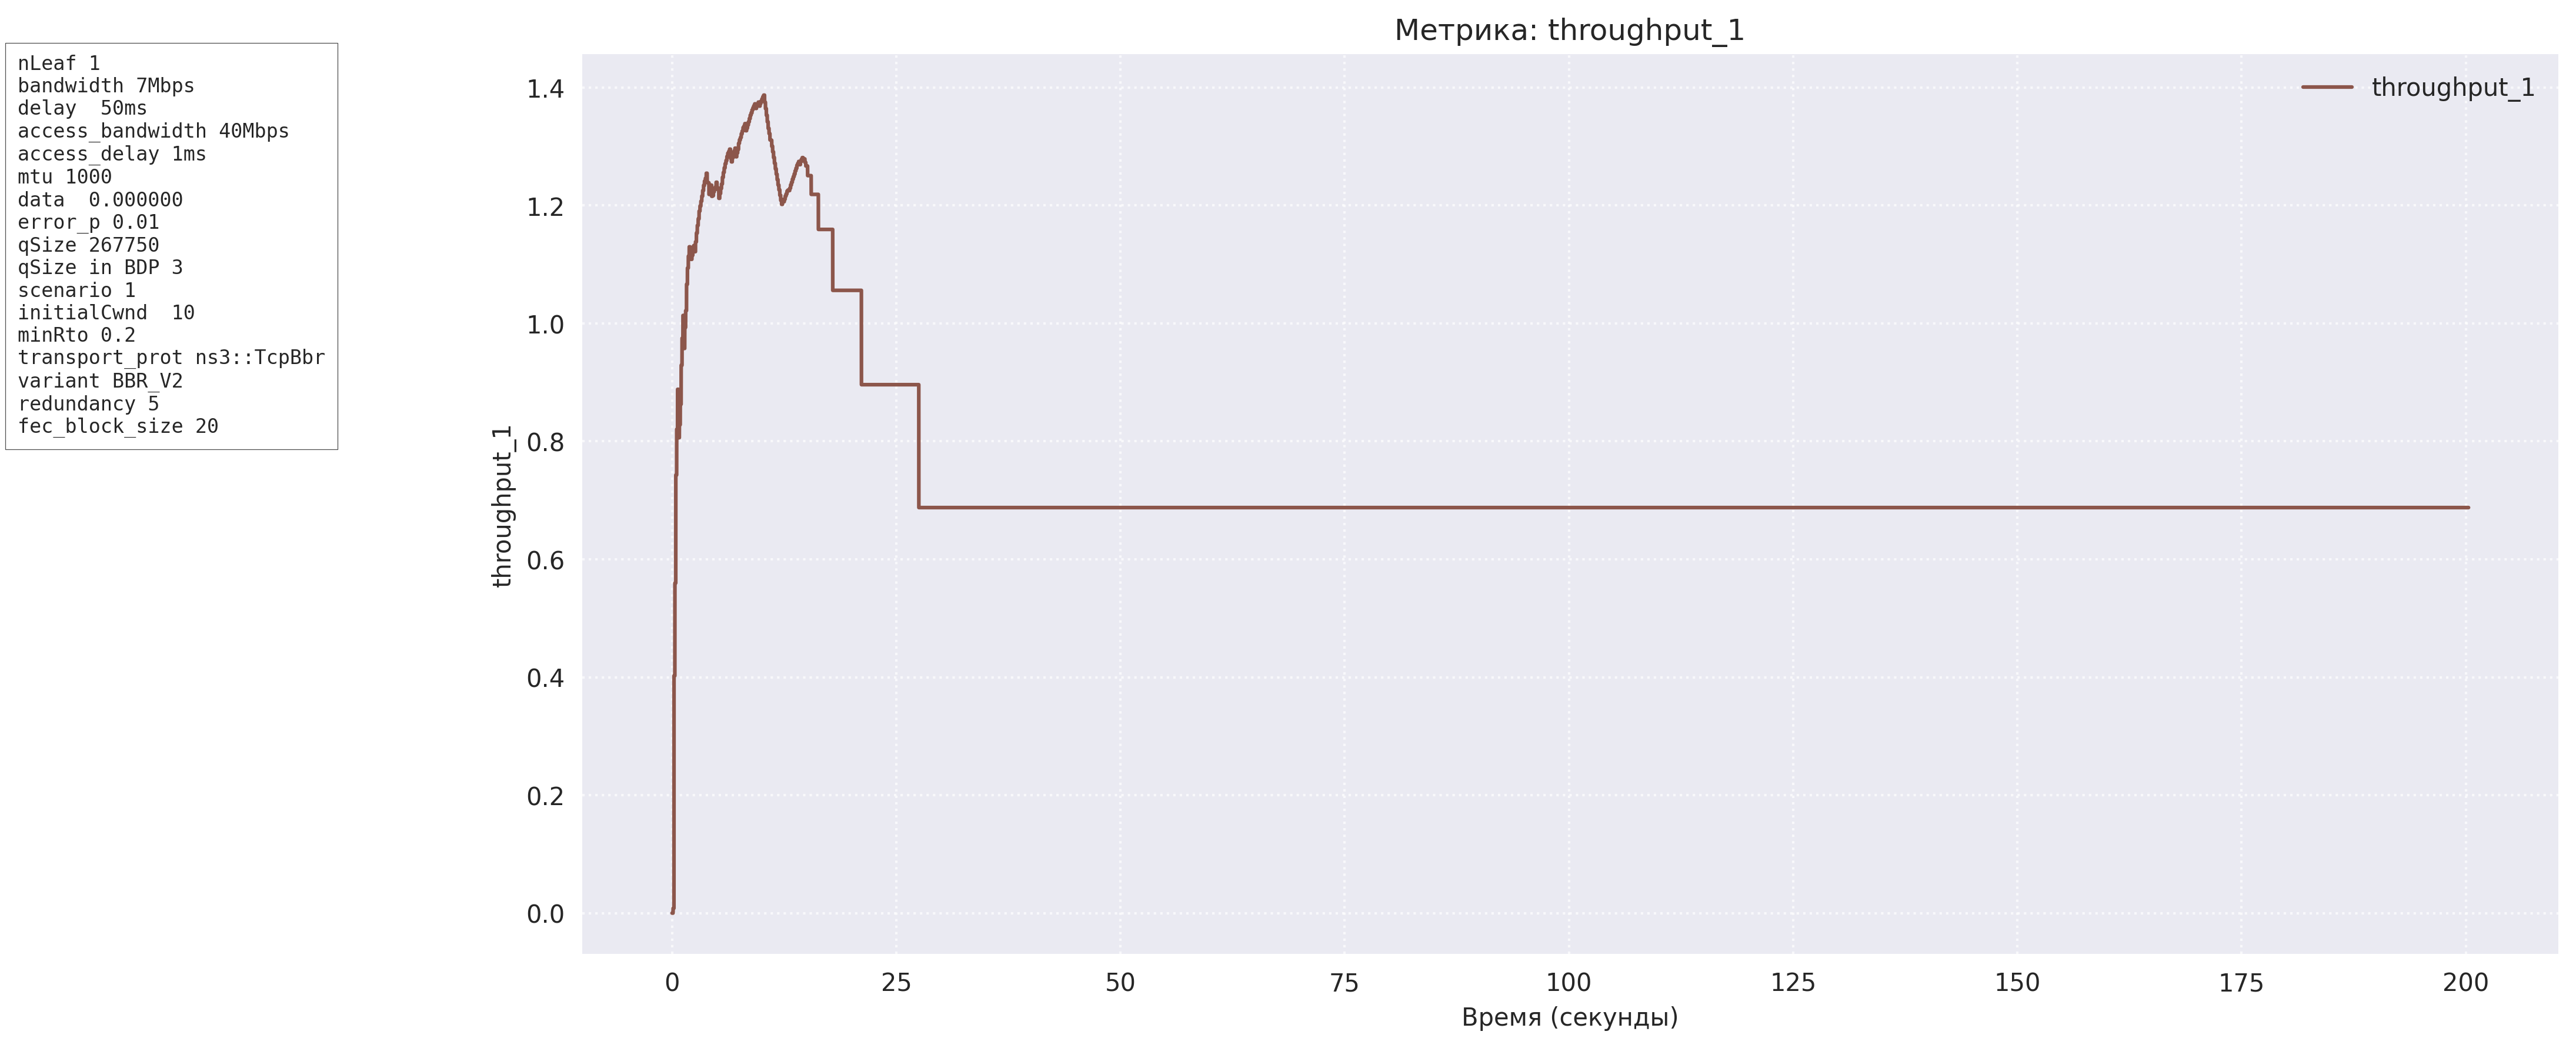 Метрика: throughput_1
nLeaf 1
bandwidth 7Mbps
delay  50ms
access_bandwidth 40Mbps
access_delay 1ms
mtu 1000
data  0.000000
error_p 0.01
qSize 267750
qSize in BDP 3
scenario 1
initialCwnd  10
minRto 0.2
transport_prot ns3::TcpBbr
variant BBR_V2
redundancy 5
fec_block_size 20
throughput_1
throughput_1
1.4
1.2
1.0
0.8
0.6
0.4
0.2
0.0
0 25 50 75 100 125 150 175 200
Время (секунды)